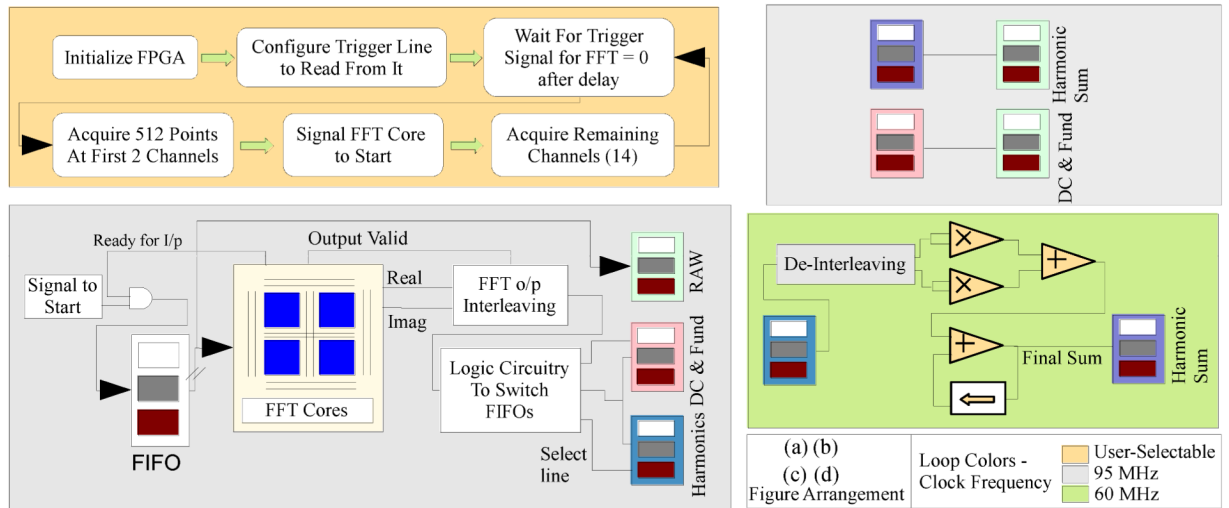 Initialize FPGA
Configure Trigger Line
to Read From It
Wait For Trigger
Signal for FFT = 0
after delay
Acquire 512 Points
At First 2 Channels
Signal FFT Core
to Start
Acquire Remaining
Channels (14)
Harmonic
Sum
DC & Fund
Ready for I/p
Output Valid
Signal to
Start
Real
Imag
FFT o/p
Interleaving
RAW
FFT Cores
FIFO
Logic Circuitry
To Switch
FIFOs
DC & Fund
Select
line
Harmonics
De-Interleaving
Final Sum
Harmonic
Sum
(a) (b)
(c) (d)
Figure Arrangement
Loop Colors -
Clock Frequency
User-Selectable
95 MHz
60 MHz